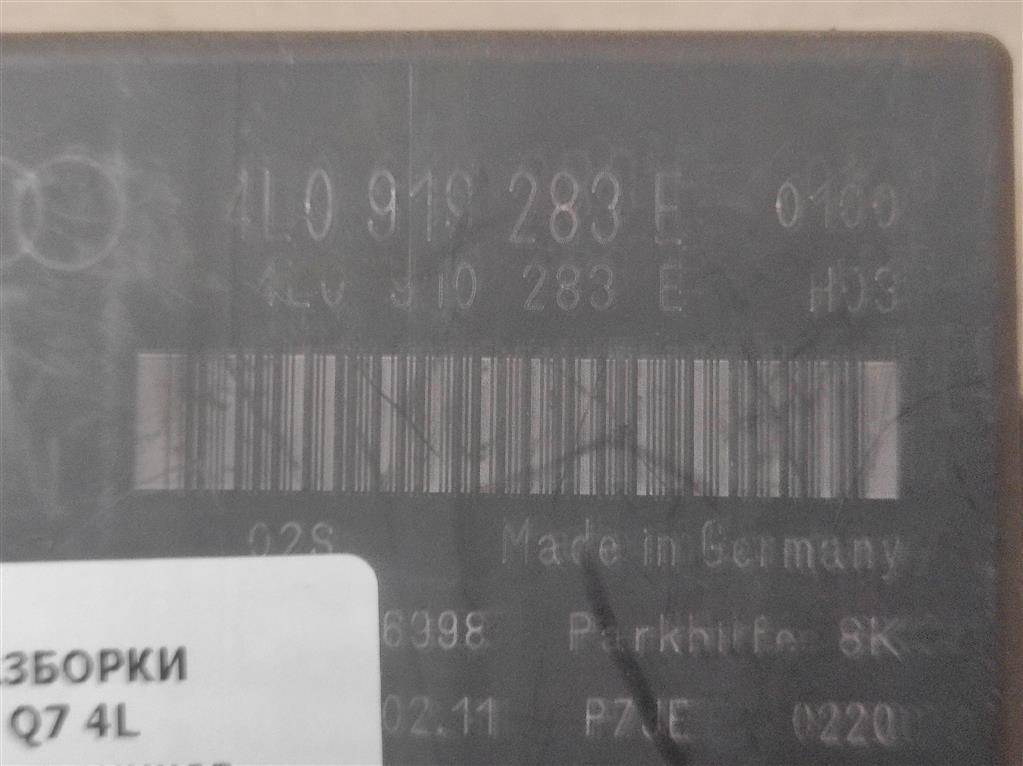 4L0 919 283 E 0100
4L0 910 283 E H03
02S Made in Germany
6998 Parkhilfe 8K
ЗБОРКИ
02.11 P7JE 0220
Q7 4L